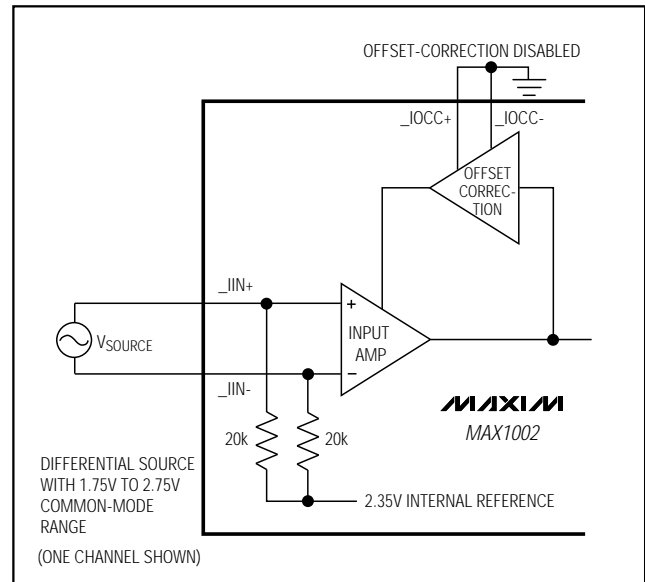 OFFSET-CORRECTION DISABLED
_IOCC+
_IOCC-
OFFSET
CORREC-
TION
_IIN+
+
INPUT
AMP
VSOURCE
−
_IIN-
MAXIM
MAX1002
20k
20k
2.35V INTERNAL REFERENCE
DIFFERENTIAL SOURCE
WITH 1.75V TO 2.75V
COMMON-MODE
RANGE
(ONE CHANNEL SHOWN)